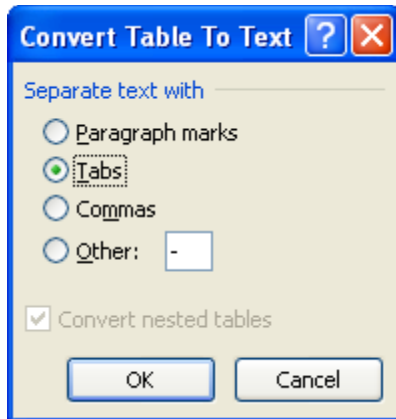 Convert Table To Text ?
Separate text with
Paragraph marks
Tabs
Commas
Other: -
Convert nested tables
OK Cancel